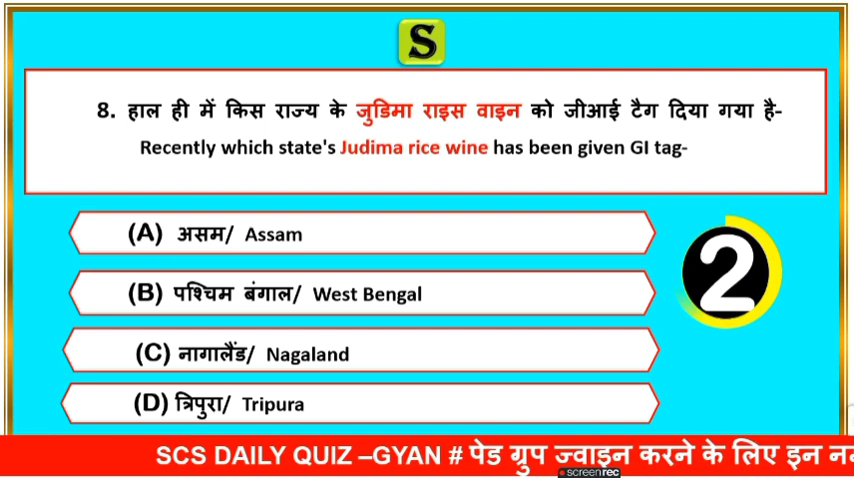 S
8. हाल ही में किस राज्य के जुडिमा राइस वाइन को जीआई टैग दिया गया है-
Recently which state's Judima rice wine has been given GI tag-
(A) असम/ Assam
(B) पश्चिम बंगाल/ West Bengal
2
(C) नागालैंड/ Nagaland
(D) त्रिपुरा/ Tripura
SCS DAILY QUIZ –GYAN # पेड ग्रुप ज्वाइन करने के लिए इन
screenrec